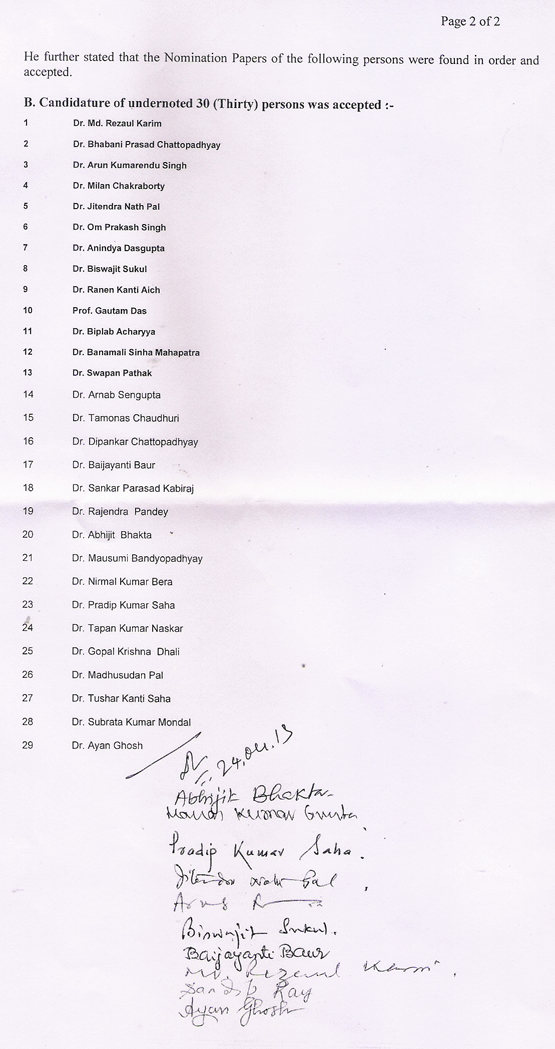 Page 2 of 2
He further stated that the Nomination Papers of the following persons were found in order and
accepted.
B. Candidature of undernoted 30 (Thirty) persons was accepted :-
1 Dr. Md. Rezaul Karim
2 Dr. Bhabani Prasad Chattopadhyay
3 Dr. Arun Kumarendu Singh
4 Dr. Milan Chakraborty
5 Dr. Jitendra Nath Pal
6 Dr. Om Prakash Singh
7 Dr. Anindya Dasgupta
8 Dr. Biswajit Sukul
9 Dr. Ranen Kanti Aich
10 Prof. Gautam Das
11 Dr. Biplab Acharyya
12 Dr. Banamali Sinha Mahapatra
13 Dr. Swapan Pathak
14 Dr. Arnab Sengupta
15 Dr. Tamonas Chaudhuri
16 Dr. Dipankar Chattopadhyay
17 Dr. Baijayanti Baur
18 Dr. Sankar Parasad Kabiraj
19 Dr. Rajendra Pandey
20 Dr. Abhijit Bhakta
21 Dr. Mausumi Bandyopadhyay
22 Dr. Nirmal Kumar Bera
23 Dr. Pradip Kumar Saha
24 Dr. Tapan Kumar Naskar
25 Dr. Gopal Krishna Dhali
26 Dr. Madhusudan Pal
27 Dr. Tushar Kanti Saha
28 Dr. Subrata Kumar Mondal
29 Dr. Ayan Ghosh
24.04.13
Abhijit Bhakta
Kumar
Pradip Kumar Saha.
Jitendra Nath Pal
Biswajit Sukul.
Baijayanti Baur
Md. Rezaul Karim.
Sandip Ray
Ayan Ghosh